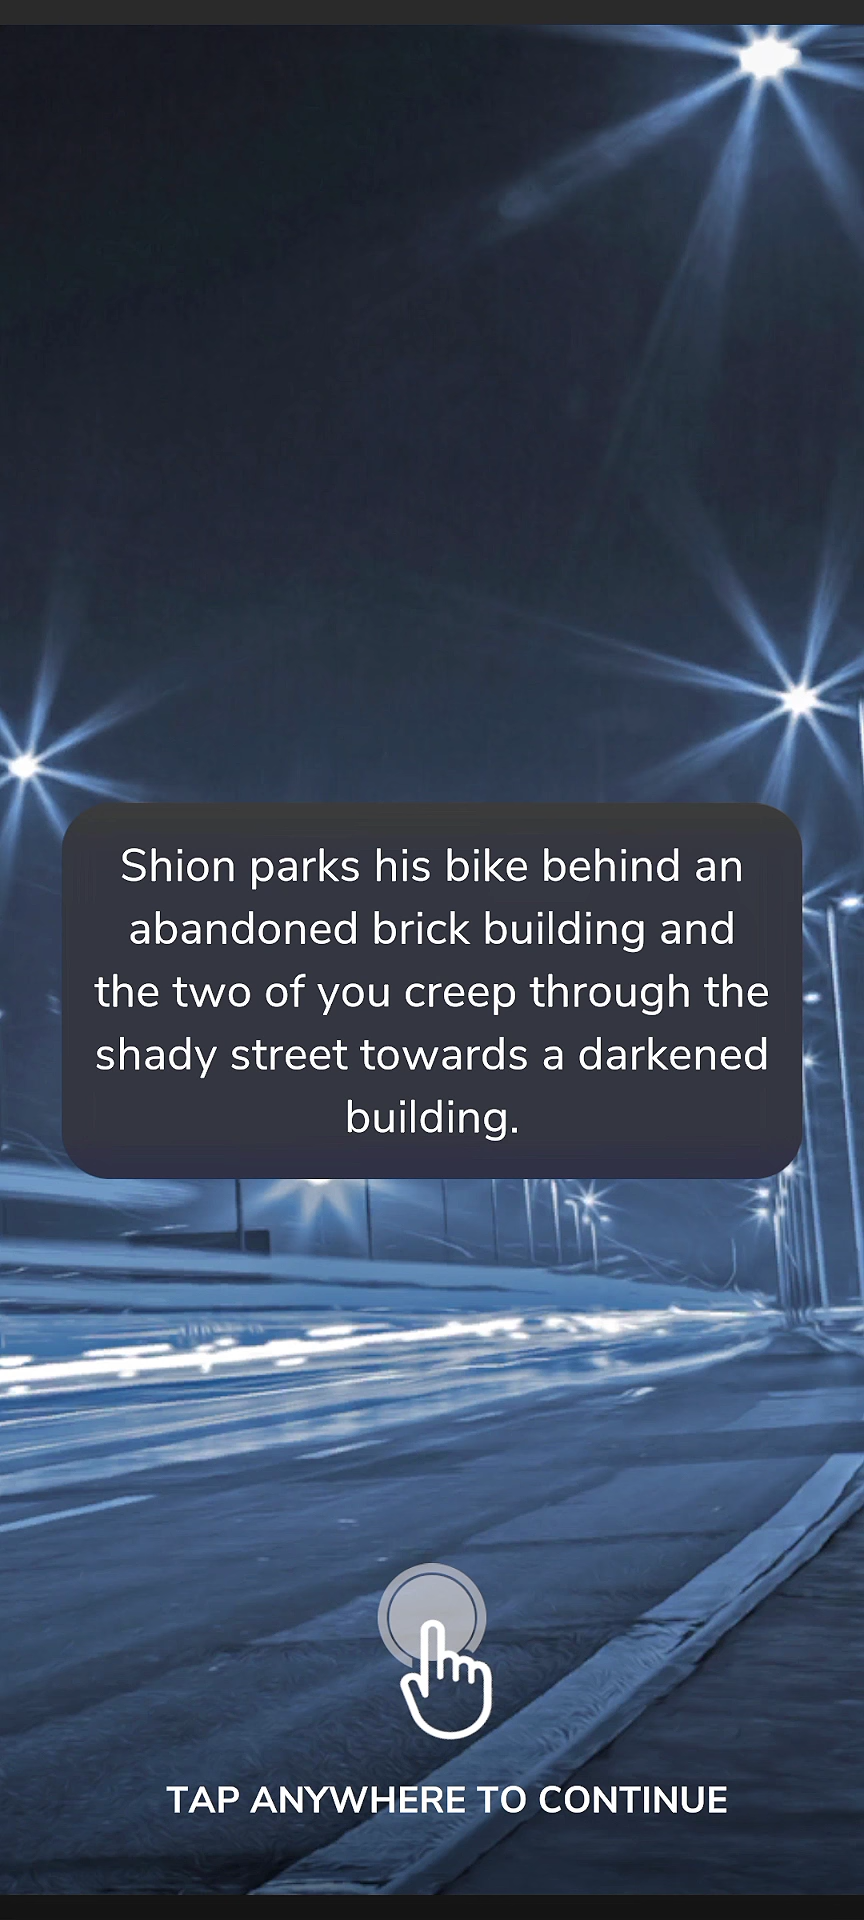 Shion parks his bike behind an
abandoned brick building and
the two of you creep through the
shady street towards a darkened
building.
TAP ANYWHERE TO CONTINUE